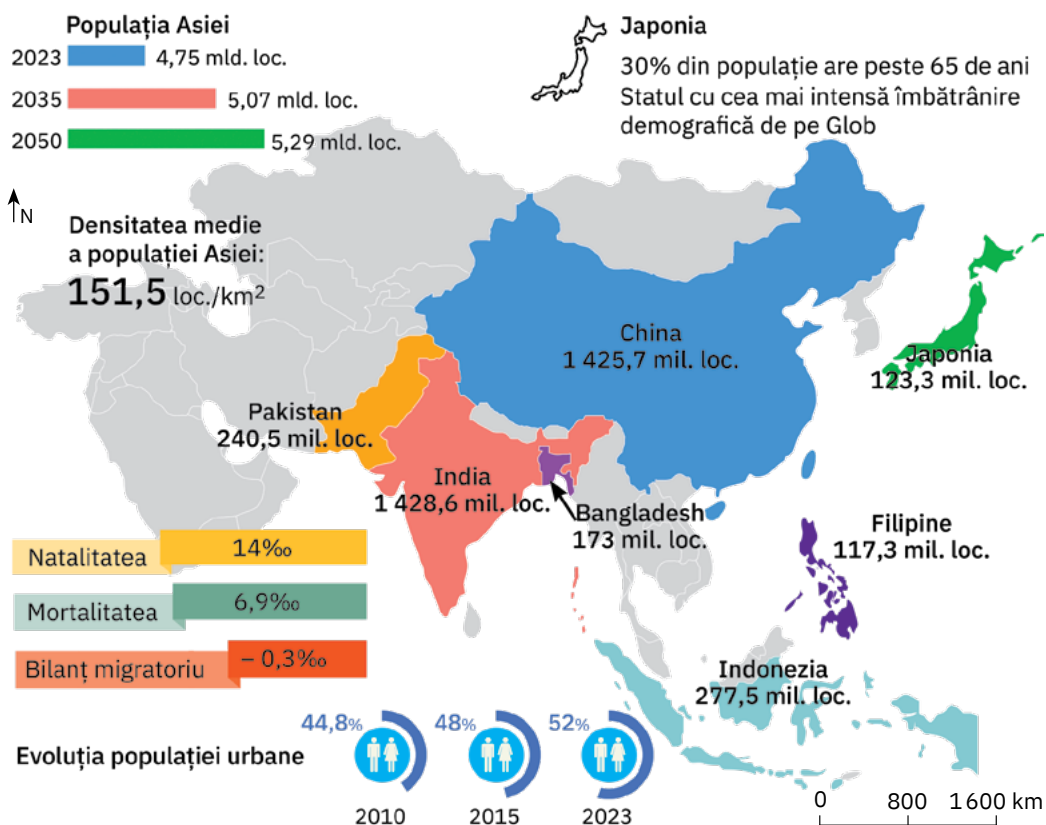 Populația Asiei
2023 4,75 mld. loc.
2035 5,07 mld. loc.
2050 5,29 mld. loc.
Japonia
30% din populație are peste 65 de ani
Statul cu cea mai intensă îmbătrânire
demografică de pe Glob
N
Densitatea medie
a populației Asiei:
151,5 loc./km²
China
1 425,7 mil. loc.
Japonia
123,3 mil. loc.
Pakistan
240,5 mil. loc.
India
1 428,6 mil. loc.
Bangladesh
173 mil. loc.
Filipine
117,3 mil. loc.
Indonezia
277,5 mil. loc.
Natalitatea 14‰
Mortalitatea 6,9‰
Bilanț migratoriu – 0,3‰
Evoluția populației urbane
44,8% 48% 52%
2010 2015 2023
0 800 1 600 km